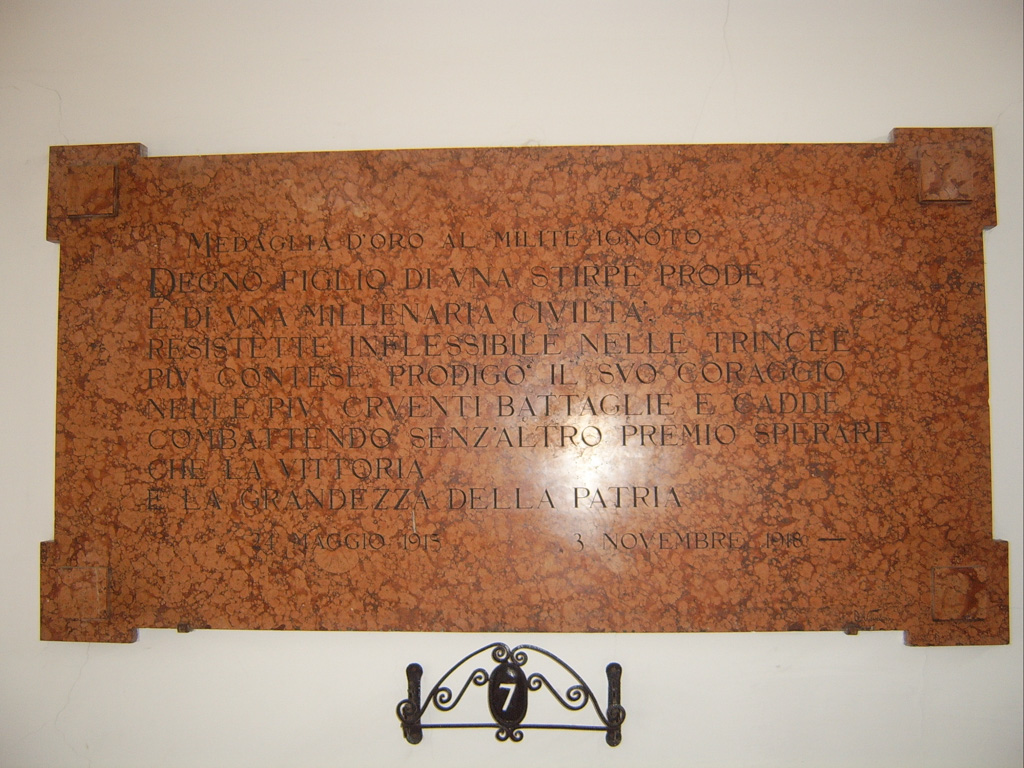 MEDAGLIA D'ORO AL MILITE IGNOTO
DEGNO FIGLIO DI VNA STIRPE PRODE
E DI VNA MILLENARIA CIVILTA',
RESISTETTE INFLESSIBILE NELLE TRINCEE
PIV' CONTESE, PRODIGO' IL SVO CORAGGIO
NELLE PIV' CRVENTI BATTAGLIE E CADDE
COMBATTENDO SENZ'ALTRO PREMIO SPERARE
CHE LA VITTORIA
E LA GRANDEZZA DELLA PATRIA
24 MAGGIO 1915 3 NOVEMBRE 1918 —
7